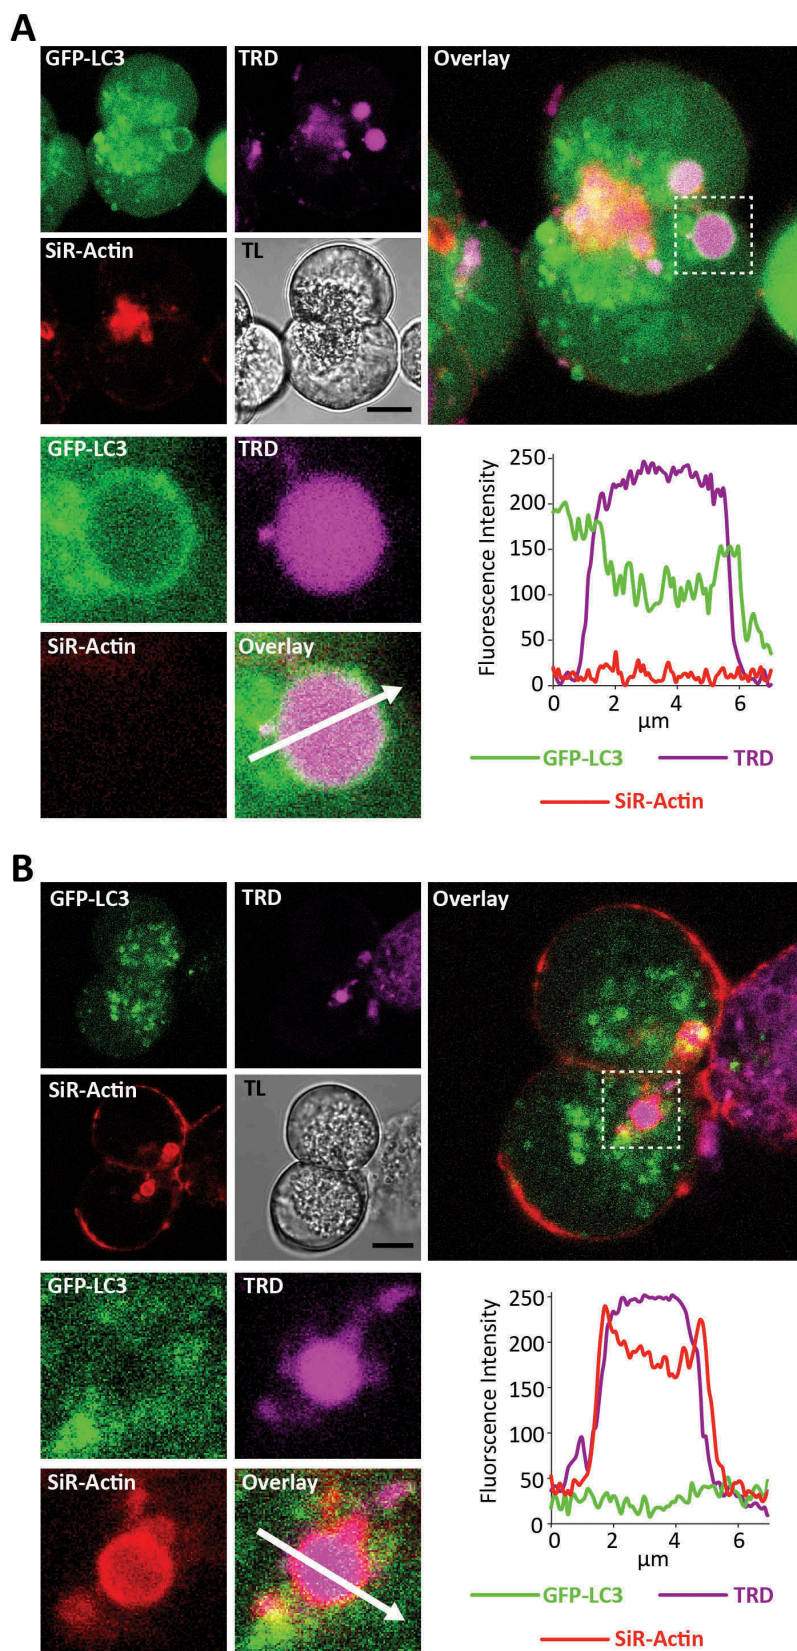 A
GFP-LC3 TRD Overlay
SiR-Actin TL
GFP-LC3 TRD
SiR-Actin Overlay
Fluorescence Intensity
250
200
150
100
50
0
0 2 4 6
µm
GFP-LC3 TRD
SiR-Actin
B
GFP-LC3 TRD Overlay
SiR-Actin TL
GFP-LC3 TRD
SiR-Actin Overlay
Fluorscence Intensity
250
200
150
100
50
0
0 2 4 6
µm
GFP-LC3 TRD
SiR-Actin